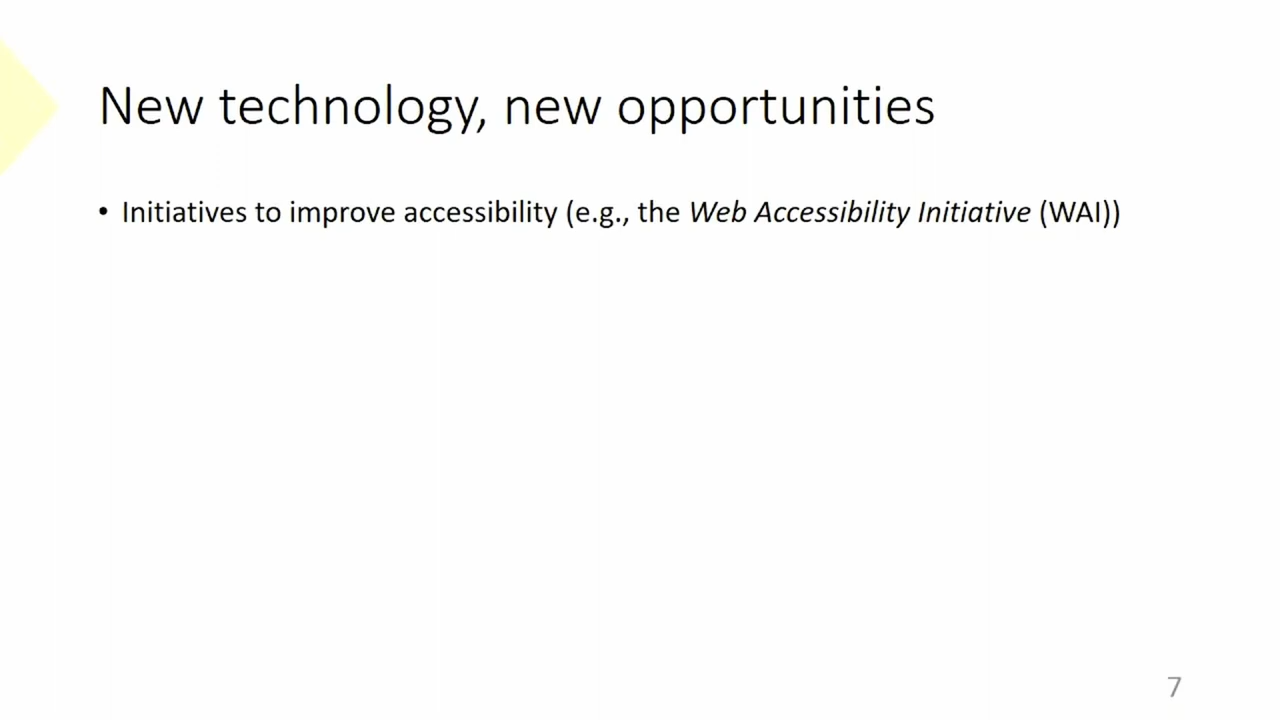 New technology, new opportunities
• Initiatives to improve accessibility (e.g., the Web Accessibility Initiative (WAI))
7